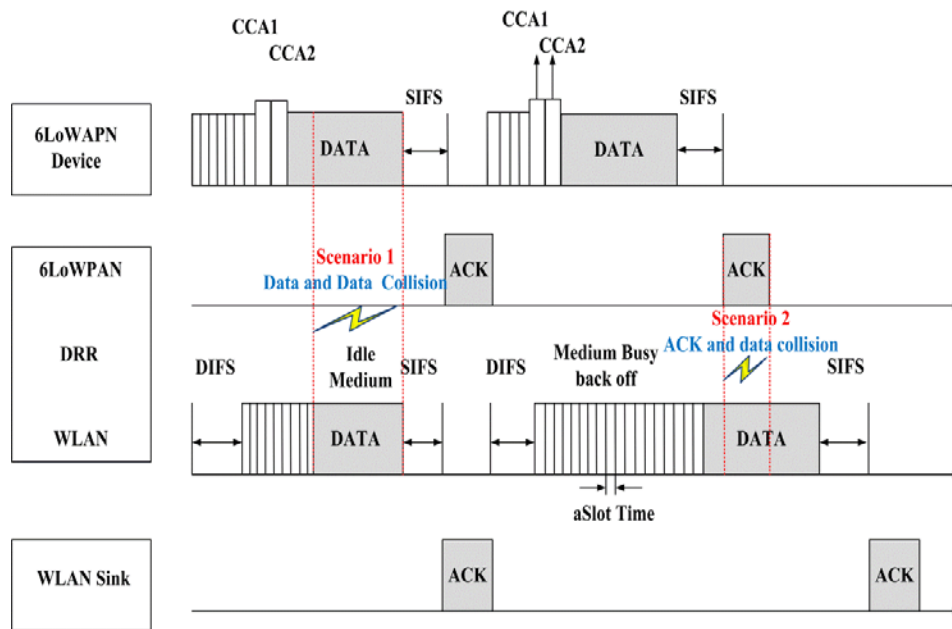 CCA1
CCA2
SIFS
CCA1
CCA2
SIFS
6LoWAPN
Device
DATA
DATA
6LoWPAN
DRR
WLAN
Scenario 1
Data and Data Collision
ACK
ACK
Scenario 2
ACK and data collision
DIFS
Idle
Medium
SIFS
DIFS
Medium Busy
back off
SIFS
DATA
DATA
aSlot Time
WLAN Sink
ACK
ACK